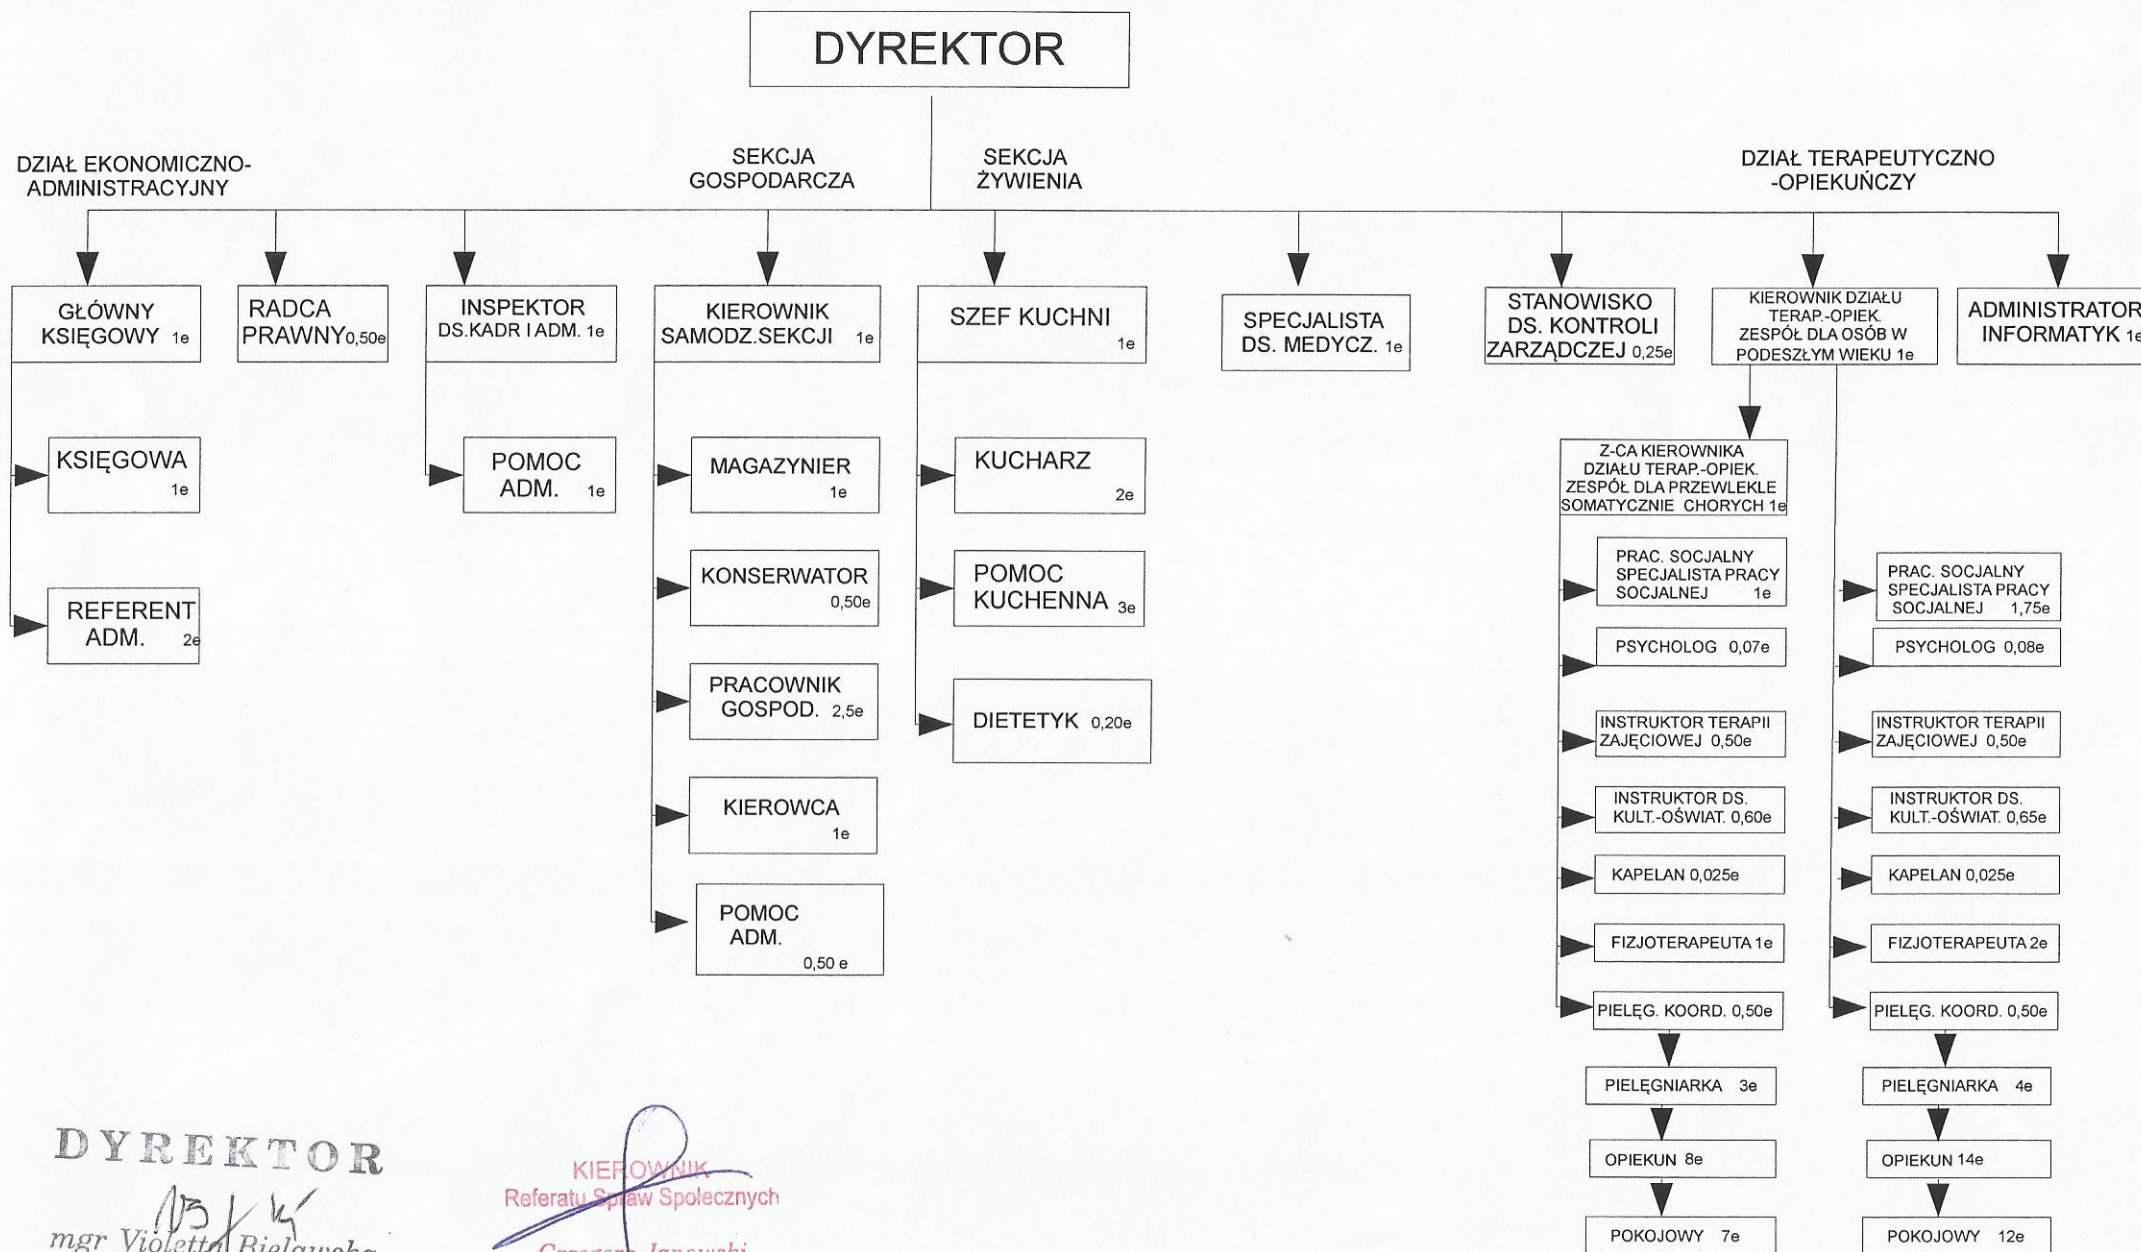 DYREKTOR
DZIAŁ EKONOMICZNO-
ADMINISTRACYJNY
SEKCJA
GOSPODARCZA
SEKCJA
ŻYWIENIA
DZIAŁ TERAPEUTYCZNO
-OPIEKUŃCZY
GŁÓWNY
KSIĘGOWY 1e
RADCA
PRAWNY 0,50e
INSPEKTOR
DS.KADR I ADM. 1e
KIEROWNIK
SAMODZ.SEKCJI 1e
SZEF KUCHNI
1e
SPECJALISTA
DS. MEDYCZ. 1e
STANOWISKO
DS. KONTROLI
ZARZĄDCZEJ 0,25e
KIEROWNIK DZIAŁU
TERAP.-OPIEK.
ZESPÓŁ DLA OSÓB W
PODESZŁYM WIEKU 1e
ADMINISTRATOR
INFORMATYK 1e
KSIĘGOWA
1e
REFERENT
ADM. 2e
POMOC
ADM. 1e
MAGAZYNIER
1e
KONSERWATOR
0,50e
PRACOWNIK
GOSPOD. 2,5e
KIEROWCA
1e
POMOC
ADM.
0,50 e
KUCHARZ
2e
POMOC
KUCHENNA 3e
DIETETYK 0,20e
Z-CA KIEROWNIKA
DZIAŁU TERAP.-OPIEK.
ZESPÓŁ DLA PRZEWLEKLE
SOMATYCZNIE CHORYCH 1e
PRAC. SOCJALNY
SPECJALISTA PRACY
SOCJALNEJ 1e
PSYCHOLOG 0,07e
INSTRUKTOR TERAPII
ZAJĘCIOWEJ 0,50e
INSTRUKTOR DS.
KULT.-OŚWIAT. 0,60e
KAPELAN 0,025e
FIZJOTERAPEUTA 1e
PIELĘG. KOORD. 0,50e
PIELĘGNIARKA 3e
OPIEKUN 8e
POKOJOWY 7e
PRAC. SOCJALNY
SPECJALISTA PRACY
SOCJALNEJ 1,75e
PSYCHOLOG 0,08e
INSTRUKTOR TERAPII
ZAJĘCIOWEJ 0,50e
INSTRUKTOR DS.
KULT.-OŚWIAT. 0,65e
KAPELAN 0,025e
FIZJOTERAPEUTA 2e
PIELĘG. KOORD. 0,50e
PIELĘGNIARKA 4e
OPIEKUN 14e
POKOJOWY 12e
DYREKTOR
mgr Violetta
KIEROWNIK
Referatu Spraw Społecznych